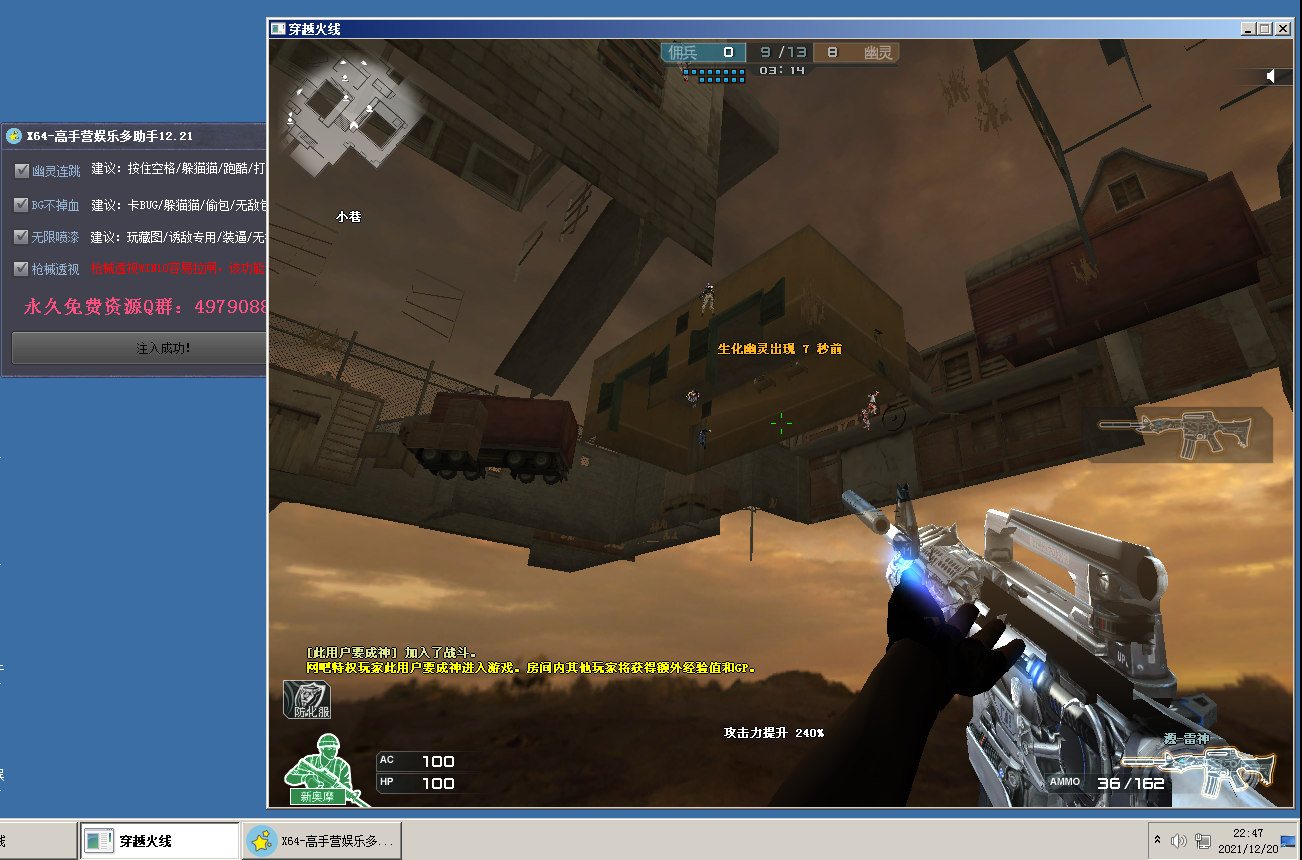 穿越火线
佣兵 0 9 /13 8 幽灵
03:14
X64-高手营娱乐多助手12.21
幽灵连跳 建议: 按住空格/躲猫猫/跑酷/打
BG不掉血 建议: 卡BUG/躲猫猫/偷包/无敌包
无限喷漆 建议: 玩藏图/诱敌专用/装逼/无
枪械透视
永久免费资源Q群: 4979088
注入成功!
小巷
生化幽灵出现 7 秒前
[此用户要成神] 加入了战斗。
网吧特权玩家此用户要成神进入游戏。房间内其他玩家将获得额外经验值和GP。
防化服
攻击力提升 240%
源-雷神
AC 100
HP 100
新奥摩
AMMO 36/162
穿越火线
X64-高手营娱乐多...
22:47
2021/12/20